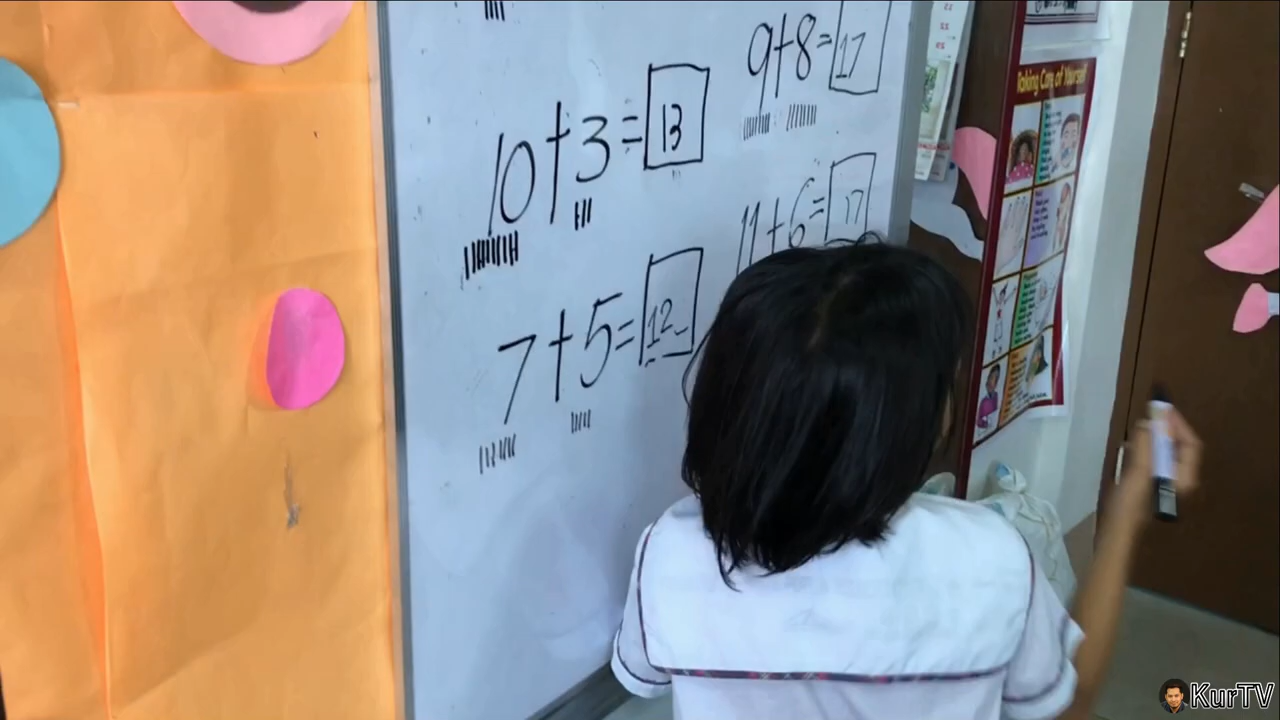 10+3=13
7+5=12
9+8=17
11+6=17
Taking Care of Yourself
KurTV